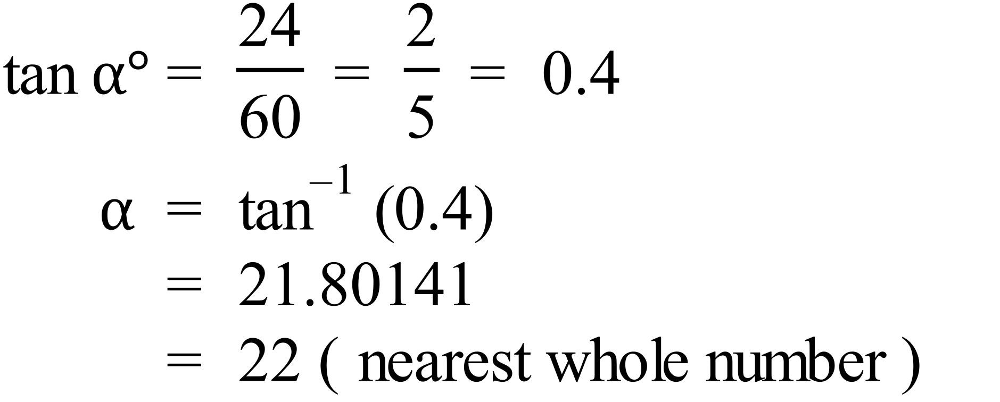 tan α° = 24/60 = 2/5 = 0.4
α = tan⁻¹ (0.4)
= 21.80141
= 22 ( nearest whole number )